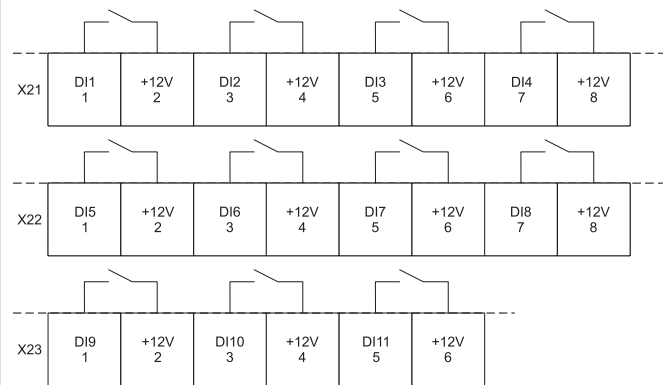 DI1 +12V DI2 +12V DI3 +12V DI4 +12V
X21
1 2 3 4 5 6 7 8
DI5 +12V DI6 +12V DI7 +12V DI8 +12V
X22
1 2 3 4 5 6 7 8
DI9 +12V DI10 +12V DI11 +12V
X23
1 2 3 4 5 6